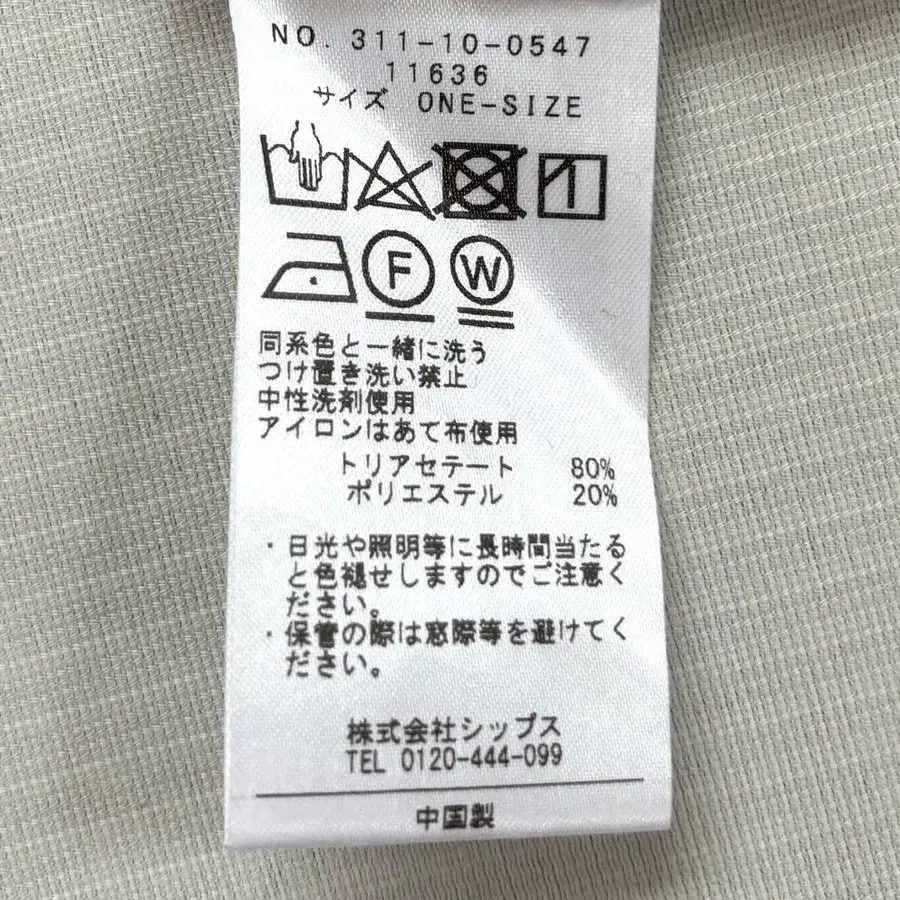 NO. 311-10-0547
11636
サイズ ONE-SIZE
F
W
同系色と一緒に洗う
つけ置き洗い禁止
中性洗剤使用
アイロンはあて布使用
トリアセテート 80%
ポリエステル 20%
・日光や照明等に長時間当たる
と色褪せしますのでご注意く
ださい。
・保管の際は窓際等を避けてく
ださい。
株式会社シップス
TEL 0120-444-099
中国製